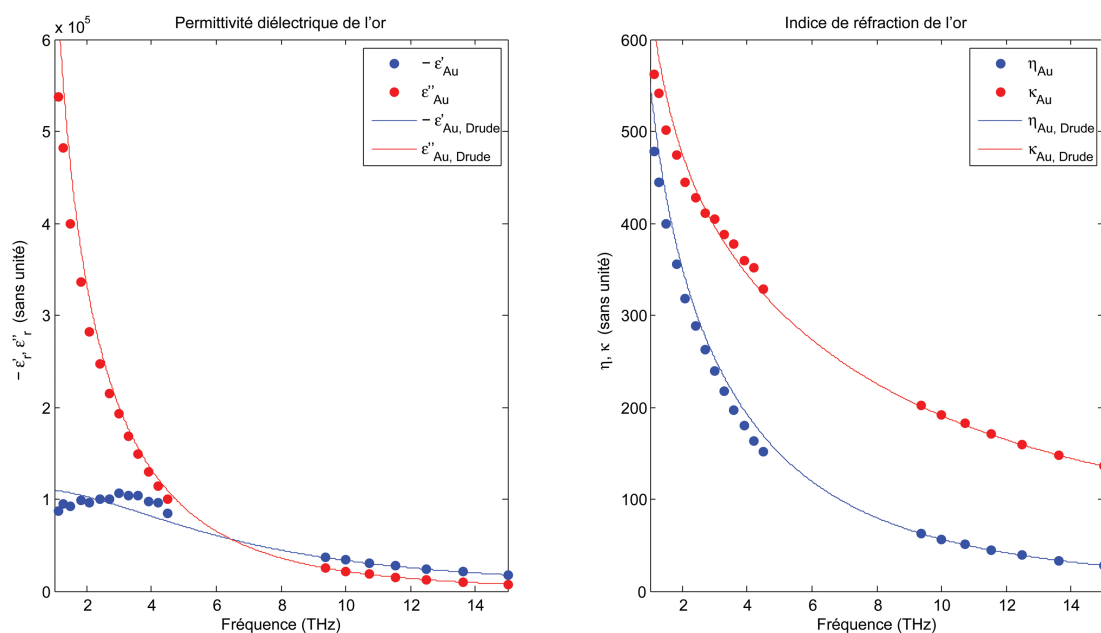 Permittivité diélectrique de l'or
x 10⁵
6
5
4
3
2
1
0
2 4 6 8 10 12 14
Fréquence (THz)
− ε'r, ε''r (sans unité)
− ε'Au
ε''Au
− ε'Au, Drude
ε''Au, Drude
Indice de réfraction de l'or
600
500
400
300
200
100
0
2 4 6 8 10 12 14
Fréquence (THz)
η, κ (sans unité)
ηAu
κAu
ηAu, Drude
κAu, Drude